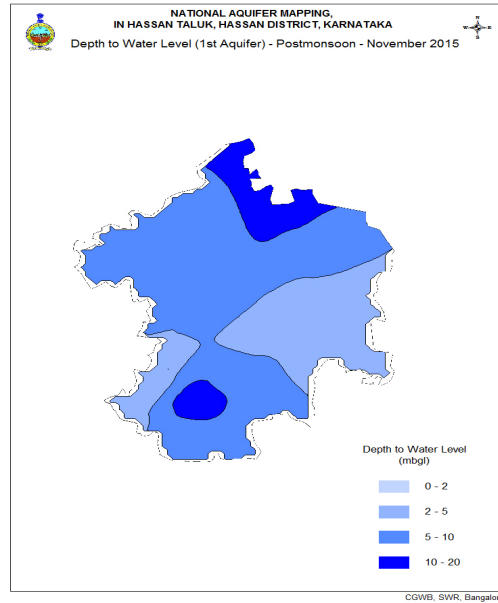 NATIONAL AQUIFER MAPPING,
IN HASSAN TALUK, HASSAN DISTRICT, KARNATAKA
Depth to Water Level (1st Aquifer) - Postmonsoon - November 2015
N
W E
S
Depth to Water Level
(mbgl)
0 - 2
2 - 5
5 - 10
10 - 20
CGWB, SWR, Bangalo